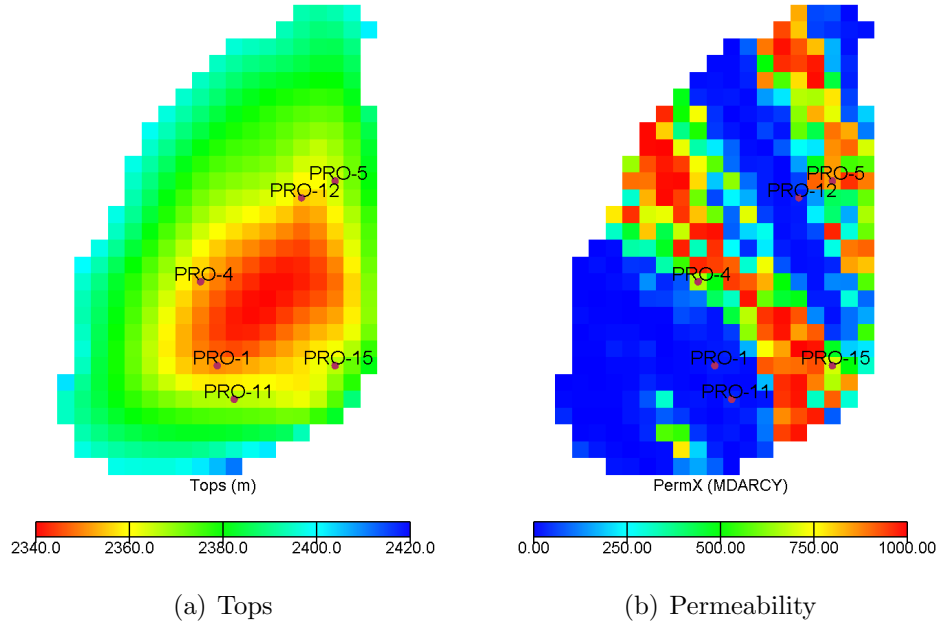 PRO-5
PRO-12
PRO-4
PRO-1
PRO-15
PRO-11
Tops (m)
2340.0 2360.0 2380.0 2400.0 2420.0
(a) Tops
PRO-5
PRO-12
PRO-4
PRO-1
PRO-15
PRO-11
PermX (MDARCY)
0.00 250.00 500.00 750.00 1000.00
(b) Permeability